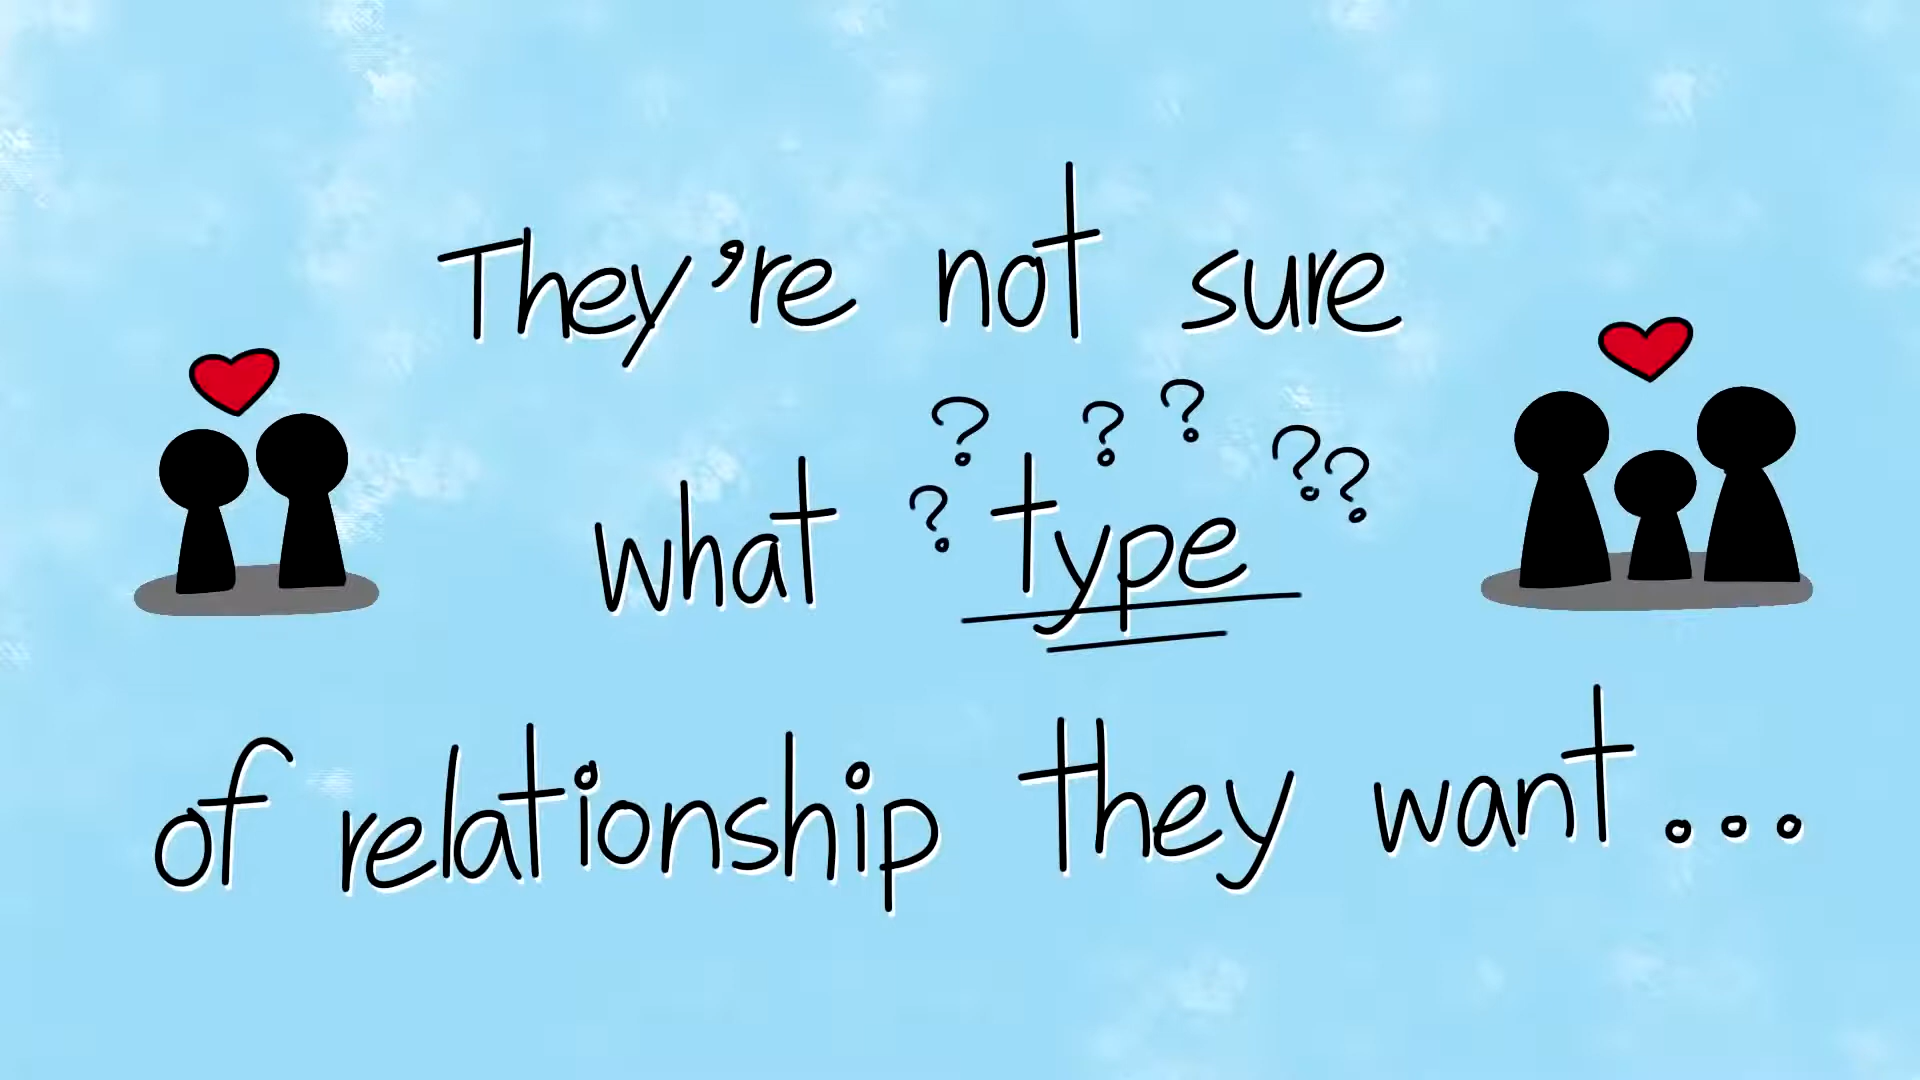 They're not sure
? ? ? ? ? ?
what type
of relationship they want...